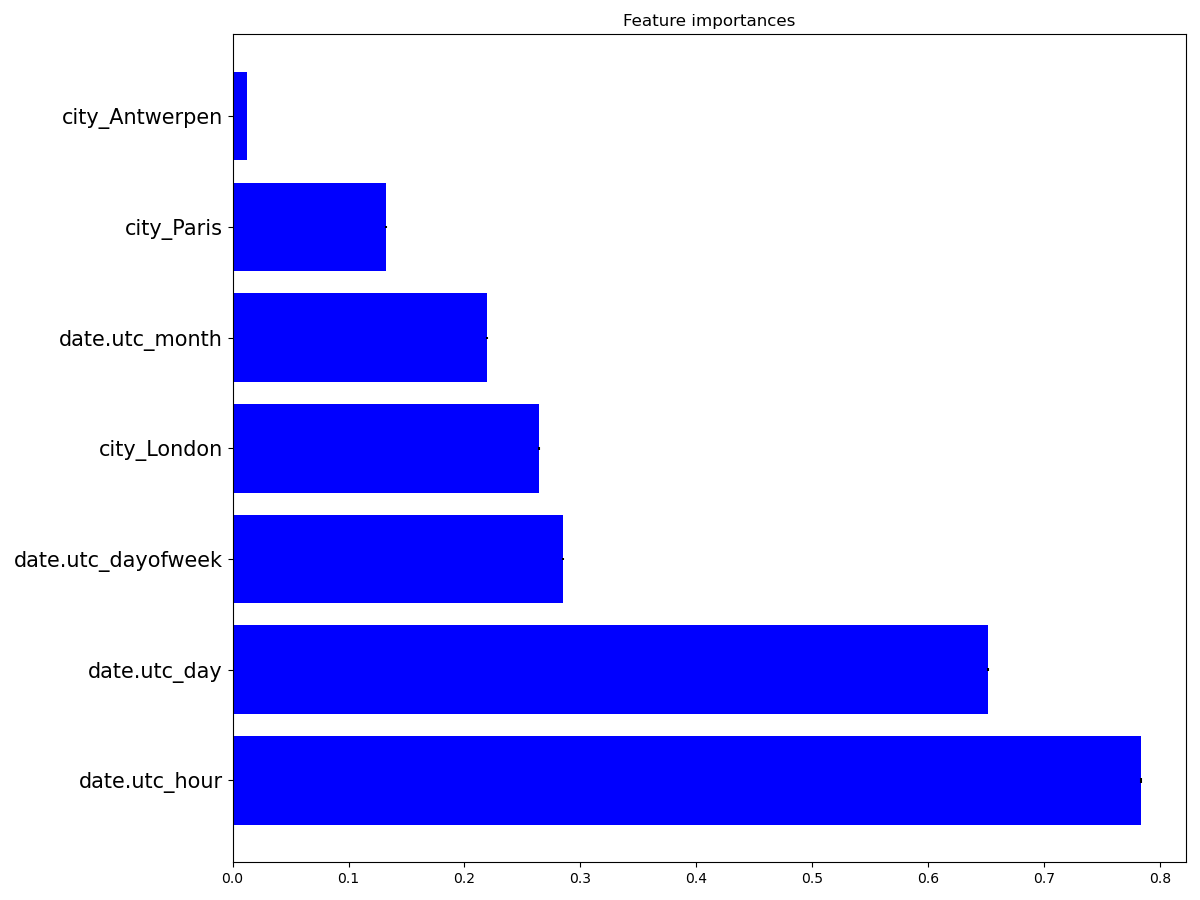 Feature importances
city_Antwerpen
city_Paris
date.utc_month
city_London
date.utc_dayofweek
date.utc_day
date.utc_hour
0.0 0.1 0.2 0.3 0.4 0.5 0.6 0.7 0.8